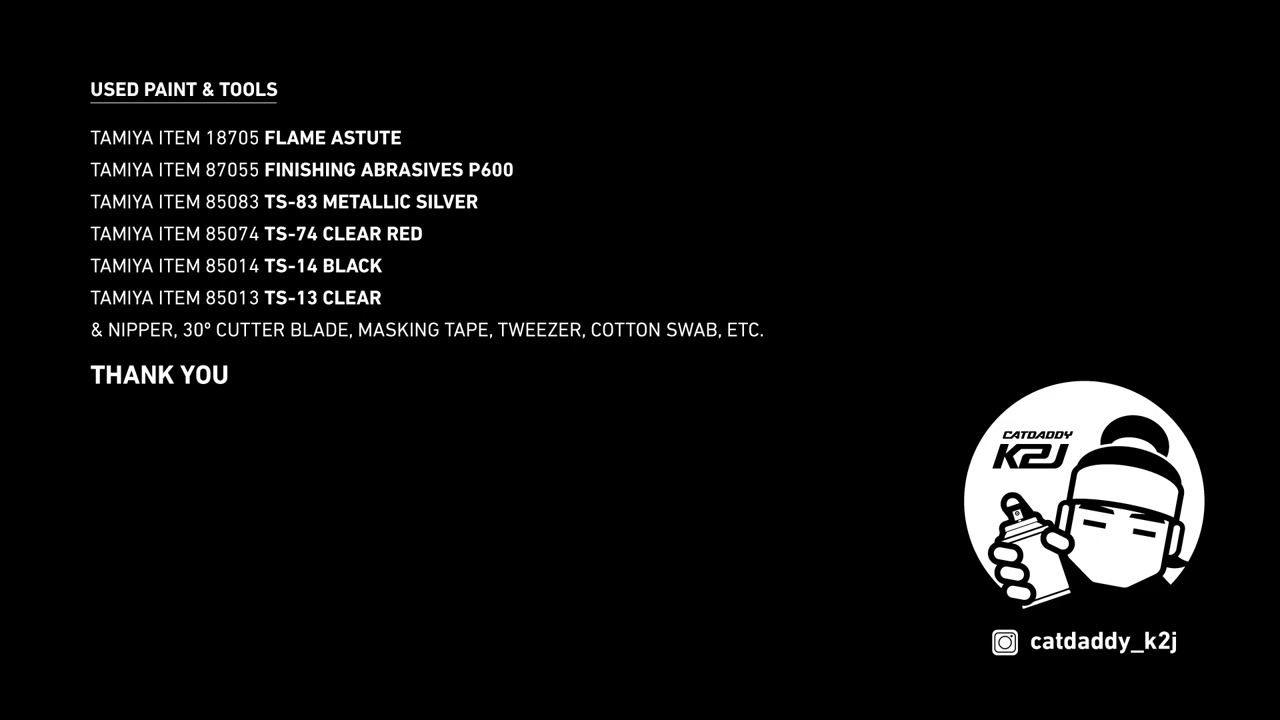 USED PAINT & TOOLS
TAMIYA ITEM 18705 FLAME ASTUTE
TAMIYA ITEM 87055 FINISHING ABRASIVES P600
TAMIYA ITEM 85083 TS-83 METALLIC SILVER
TAMIYA ITEM 85074 TS-74 CLEAR RED
TAMIYA ITEM 85014 TS-14 BLACK
TAMIYA ITEM 85013 TS-13 CLEAR
& NIPPER, 30º CUTTER BLADE, MASKING TAPE, TWEEZER, COTTON SWAB, ETC.
THANK YOU
CATDADDY
K2J
catdaddy_k2j